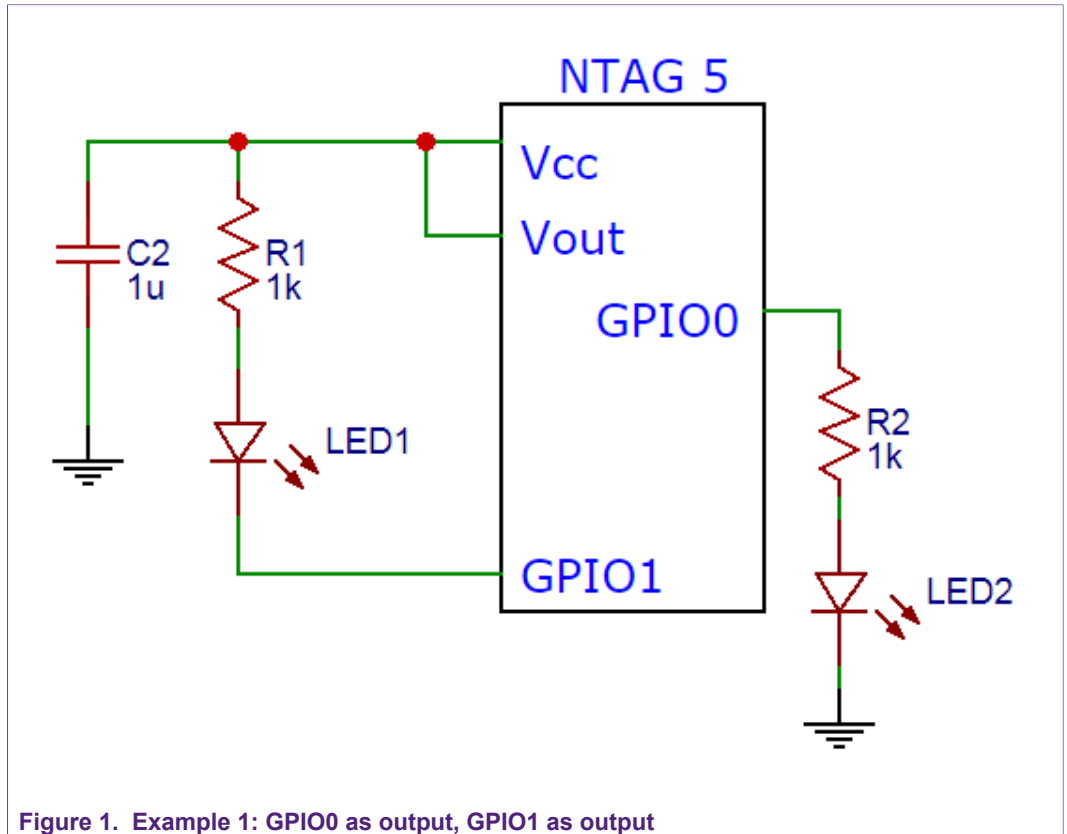 NTAG 5
Vcc
Vout
C2
1u
R1
1k
GPIO0
R2
1k
LED1
GPIO1
LED2
Figure 1. Example 1: GPIO0 as output, GPIO1 as output